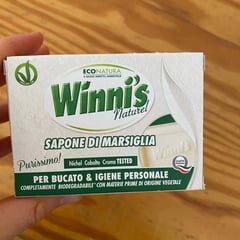 ECONATURA
Winni's
Naturel
SAPONE DI MARSIGLIA
Purissimo!
Nichel Cobalto Cromo TESTED
PER BUCATO & IGIENE PERSONALE
COMPLETAMENTE BIODEGRADABILE* CON MATERIE PRIME DI ORIGINE VEGETALE